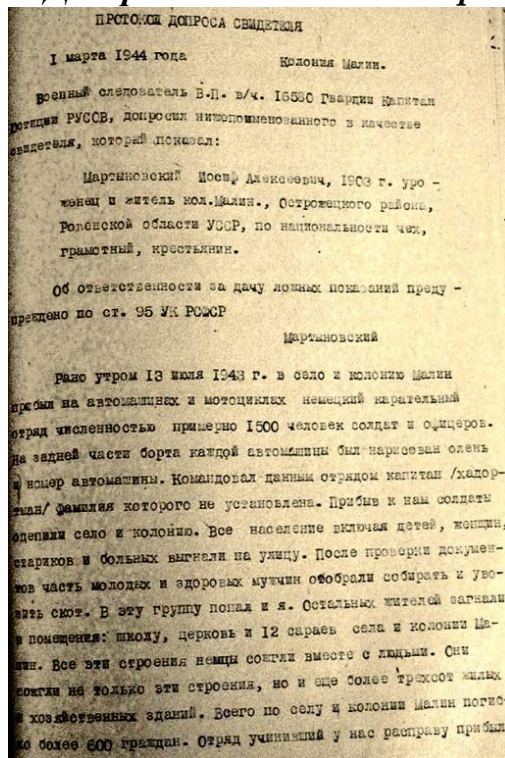 ПРОТОКОЛ ДОПРОСА СВИДЕТЕЛЯ
I марта 1944 года Колония Малин.
Военный следователь В.П. в/ч. 16530 Гвардии Капитан
юстиции РУСОВ, допросил нижепоименованного в качестве
свидетеля, который показал:
Мартыновский Иосиф Алексеевич, 1903 г. уро -
женец и житель кол.Малин., Острожецкого района,
Ровенской области УССР, по национальности чех,
грамотный, крестьянин.
Об ответственности за дачу ложных показаний преду -
преждено по ст. 95 УК РСФСР
Мартыновский
Рано утром 13 июля 1943 г. в село и колонию Малин
прибыл на автомашинах и мотоциклах немецкий карательный
отряд численностью примерно 1500 человек солдат и офицеров.
На задней части борта каждой автомашины был нарисован олень
и номер автомашины. Командовал данным отрядом капитан /хаупт-
ман/ фамилия которого не установлена. Прибыв к нам солдаты
оцепили село и колонию. Все население включая детей, женщин,
стариков и больных выгнали на улицу. После проверки докумен-
тов часть молодых и здоровых мужчин отобрали собирать и уво-
зить скот. В эту группу попал и я. Остальных жителей загнали
в помещения: школу, церковь и 12 сараев села и колонии Ма-
лин. Все эти строения немцы сожгли вместе с людьми. Они
сожгли не только эти строения, но и еще более трехсот жилых
и хозяйственных зданий. Всего по селу и колонии Малин погиб-
ло более 600 граждан. Отряд учинивший у нас расправу прибыл